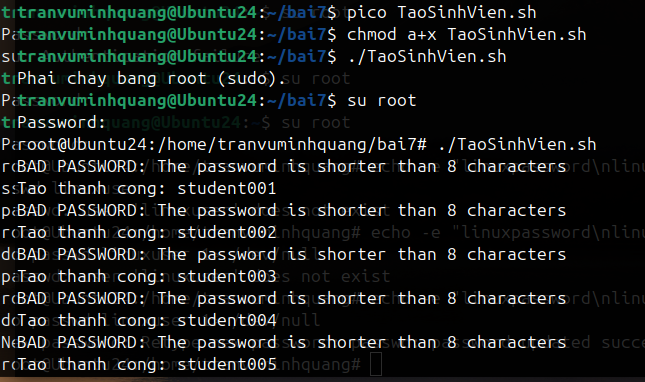 tranvuminhquang@Ubuntu24:~/bai7$ pico TaoSinhVien.sh
tranvuminhquang@Ubuntu24:~/bai7$ chmod a+x TaoSinhVien.sh
tranvuminhquang@Ubuntu24:~/bai7$ ./TaoSinhVien.sh
Phai chay bang root (sudo).
tranvuminhquang@Ubuntu24:~/bai7$ su root
Password:
root@Ubuntu24:/home/tranvuminhquang/bai7# ./TaoSinhVien.sh
BAD PASSWORD: The password is shorter than 8 characters
Tao thanh cong: student001
BAD PASSWORD: The password is shorter than 8 characters
Tao thanh cong: student002
BAD PASSWORD: The password is shorter than 8 characters
Tao thanh cong: student003
BAD PASSWORD: The password is shorter than 8 characters
Tao thanh cong: student004
BAD PASSWORD: The password is shorter than 8 characters
Tao thanh cong: student005